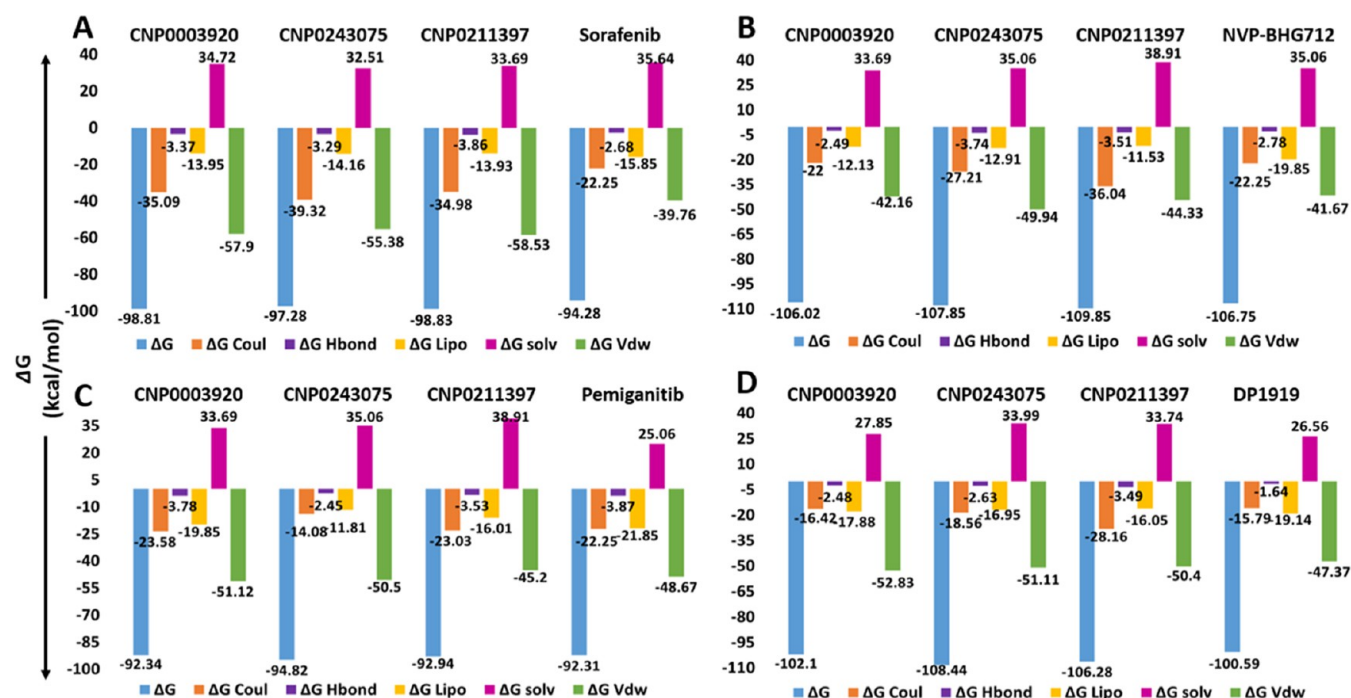 A
CNP0003920 CNP0243075 CNP0211397 Sorafenib
40
20
0
-20
-40
-60
-80
-100
34.72 32.51 33.69 35.64
-3.37 -3.29 -3.86 -2.68
-13.95 -14.16 -13.93 -15.85
-35.09 -39.32 -34.98 -22.25
-57.9 -55.38 -58.53 -39.76
-98.81 -97.28 -98.83 -94.28
ΔG ΔG Coul ΔG Hbond ΔG Lipo ΔG solv ΔG Vdw
B
CNP0003920 CNP0243075 CNP0211397 NVP-BHG712
40
25
10
-5
-20
-35
-50
-65
-80
-95
-110
33.69 35.06 38.91 35.06
-2.49 -3.74 -3.51 -2.78
-12.13 -12.91 -11.53 -19.85
-22 -27.21 -36.04 -22.25
-42.16 -49.94 -44.33 -41.67
-106.02 -107.85 -109.85 -106.75
ΔG ΔG Coul ΔG Hbond ΔG Lipo ΔG solv ΔG Vdw
ΔG
(kcal/mol)
C
CNP0003920 CNP0243075 CNP0211397 Pemiganitib
35
20
5
-10
-25
-40
-55
-70
-85
-100
33.69 35.06 38.91 25.06
-3.78 -2.45 -3.53 -3.87
-19.85 -11.81 -16.01 -21.85
-23.58 -14.08 -23.03 -22.25
-51.12 -50.5 -45.2 -48.67
-92.34 -94.82 -92.94 -92.31
ΔG ΔG Coul ΔG Hbond ΔG Lipo ΔG solv ΔG Vdw
D
CNP0003920 CNP0243075 CNP0211397 DP1919
40
25
10
-5
-20
-35
-50
-65
-80
-95
-110
27.85 33.99 33.74 26.56
-2.48 -2.63 -3.49 -1.64
-17.88 -16.95 -16.05 -19.14
-16.42 -18.56 -28.16 -15.79
-52.83 -51.11 -50.4 -47.37
-102.1 -108.44 -106.28 -100.59
ΔG ΔG Coul ΔG Hbond ΔG Lipo ΔG solv ΔG Vdw